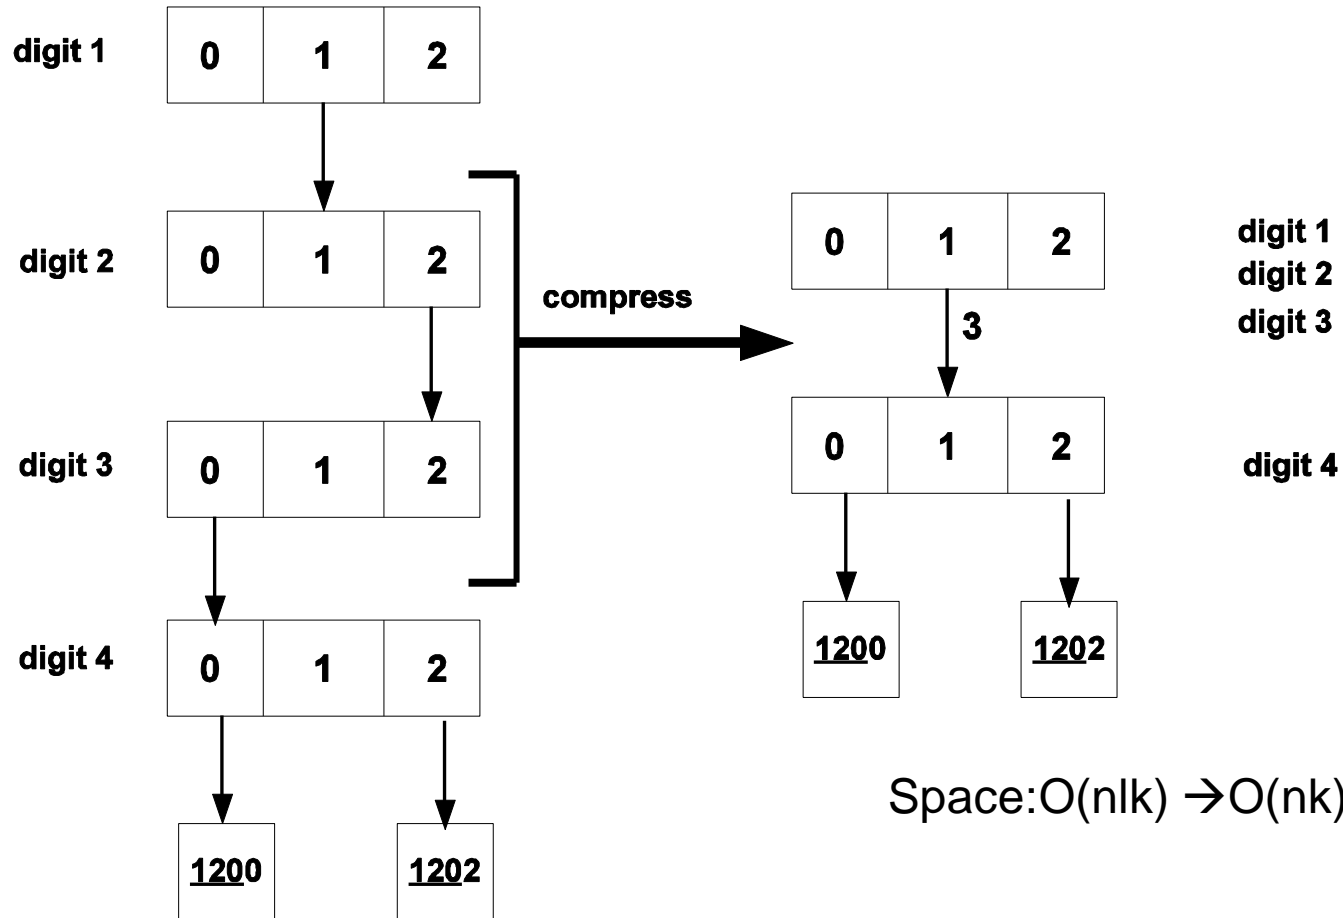 digit 1 0 1 2
digit 2 0 1 2
digit 3 0 1 2
digit 4 0 1 2
1200 1202
compress
0 1 2 digit 1
digit 2
3 digit 3
0 1 2 digit 4
1200 1202
Space:O(nlk) →O(nk)